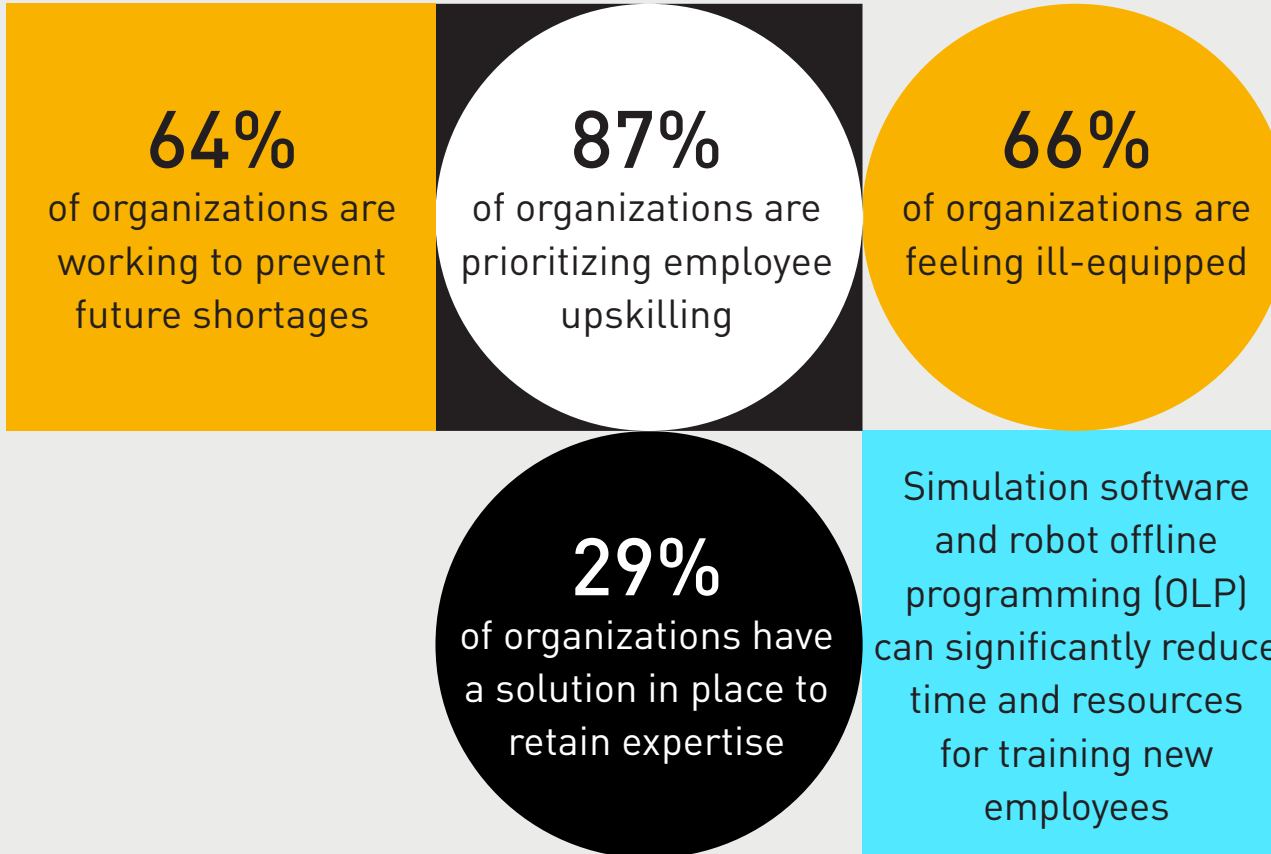 64%
of organizations are
working to prevent
future shortages
87%
of organizations are
prioritizing employee
upskilling
66%
of organizations are
feeling ill-equipped
29%
of organizations have
a solution in place to
retain expertise
Simulation software
and robot offline
programming (OLP)
can significantly reduce
time and resources
for training new
employees